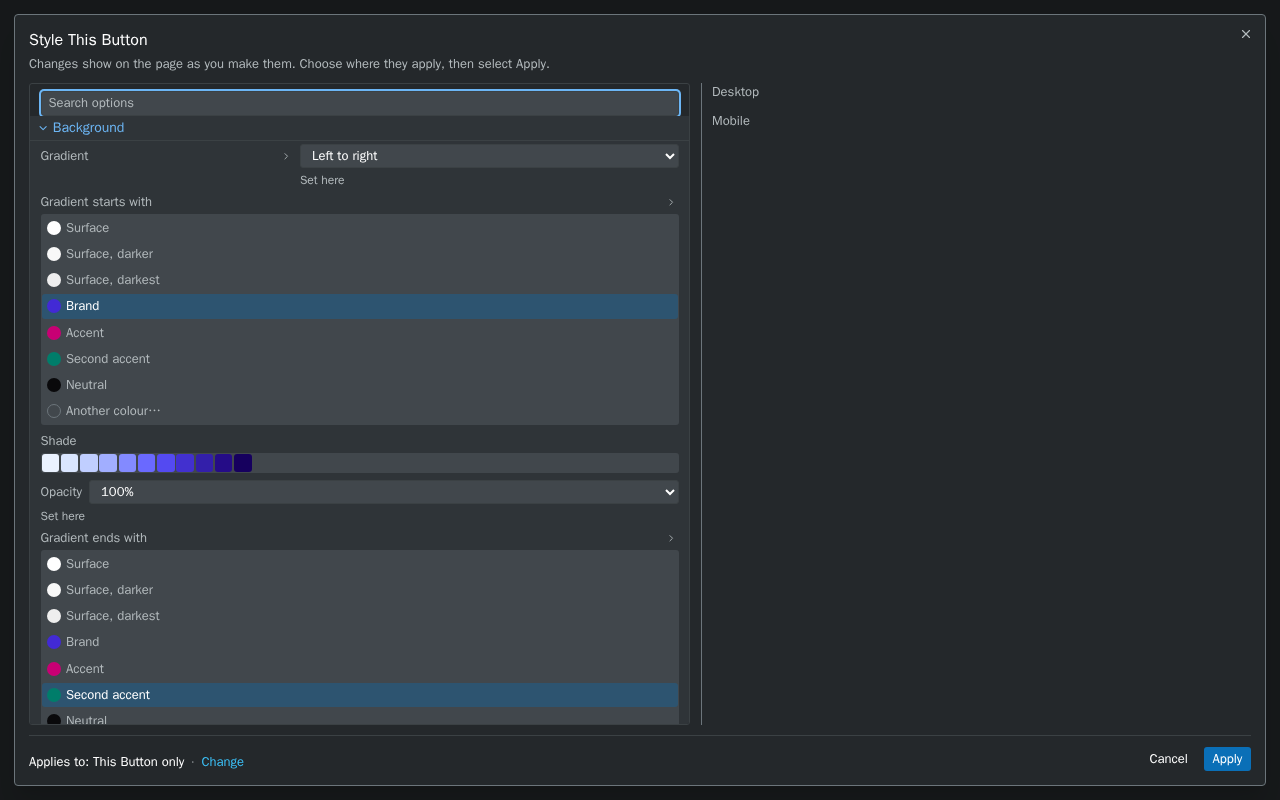 Style This Button
Changes show on the page as you make them. Choose where they apply, then select Apply.
Search options
Background
Gradient
Left to right
Set here
Gradient starts with
Surface
Surface, darker
Surface, darkest
Brand
Accent
Second accent
Neutral
Another colour…
Shade
Opacity
100%
Set here
Gradient ends with
Surface
Surface, darker
Surface, darkest
Brand
Accent
Second accent
Neutral
Desktop
Mobile
Applies to: This Button only · Change
Cancel
Apply